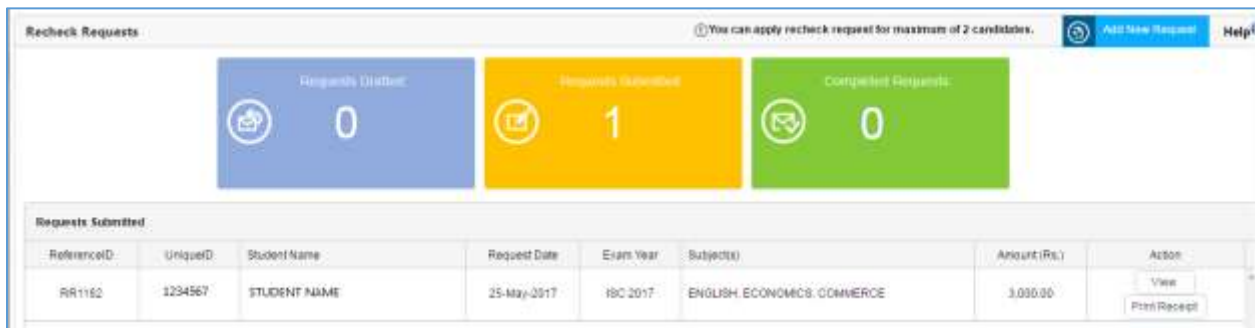 Recheck Requests
You can apply recheck request for maximum of 2 candidates.
Add New Request
Help
Requests Drafted
0
Requests Submitted
1
Completed Requests
0
Requests Submitted
ReferenceID UniqueID Student Name Request Date Exam Year Subject(s) Amount (Rs.) Action
RR1162 1234567 STUDENT NAME 25-May-2017 ISC 2017 ENGLISH, ECONOMICS, COMMERCE 3,000.00 View
Print Receipt